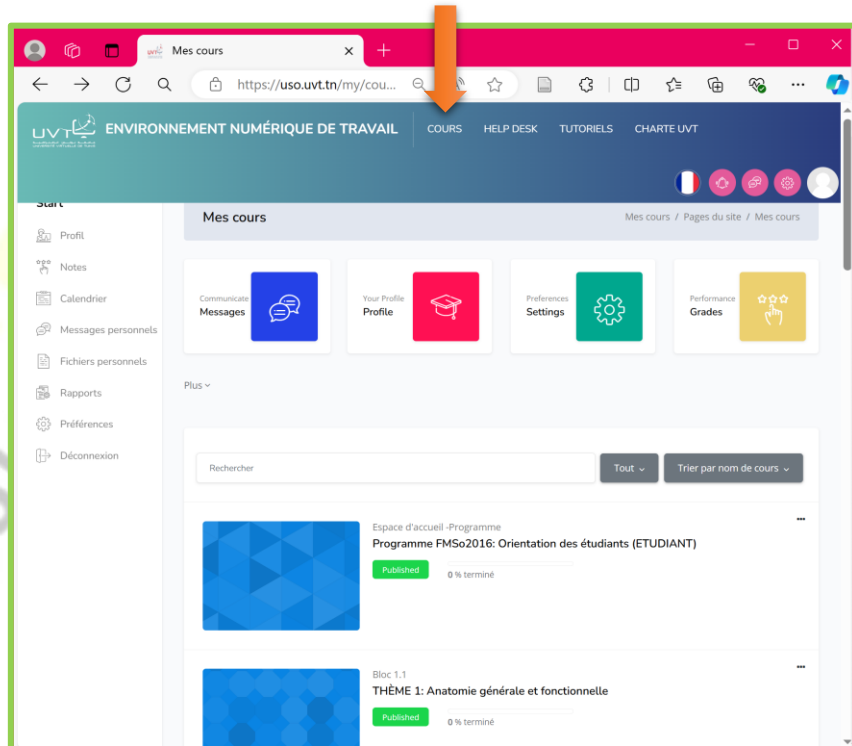 Mes cours
https://uso.uvt.tn/my/cou...
UVT
ENVIRONNEMENT NUMÉRIQUE DE TRAVAIL
COURS
HELP DESK
TUTORIELS
CHARTE UVT
Start
Profil
Notes
Calendrier
Messages personnels
Fichiers personnels
Rapports
Préférences
Déconnexion
Mes cours
Mes cours / Pages du site / Mes cours
Communicate
Messages
Your Profile
Profile
Preferences
Settings
Performance
Grades
Plus
Rechercher
Tout
Trier par nom de cours
Espace d'accueil -Programme
Programme FMSo2016: Orientation des étudiants (ETUDIANT)
Published
0 % terminé
Bloc 1.1
THÈME 1: Anatomie générale et fonctionnelle
Published
0 % terminé